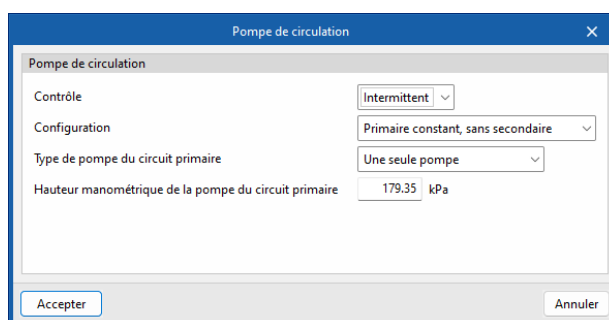 Pompe de circulation
Pompe de circulation
Contrôle Intermittent
Configuration Primaire constant, sans secondaire
Type de pompe du circuit primaire Une seule pompe
Hauteur manométrique de la pompe du circuit primaire 179.35 kPa
Accepter Annuler